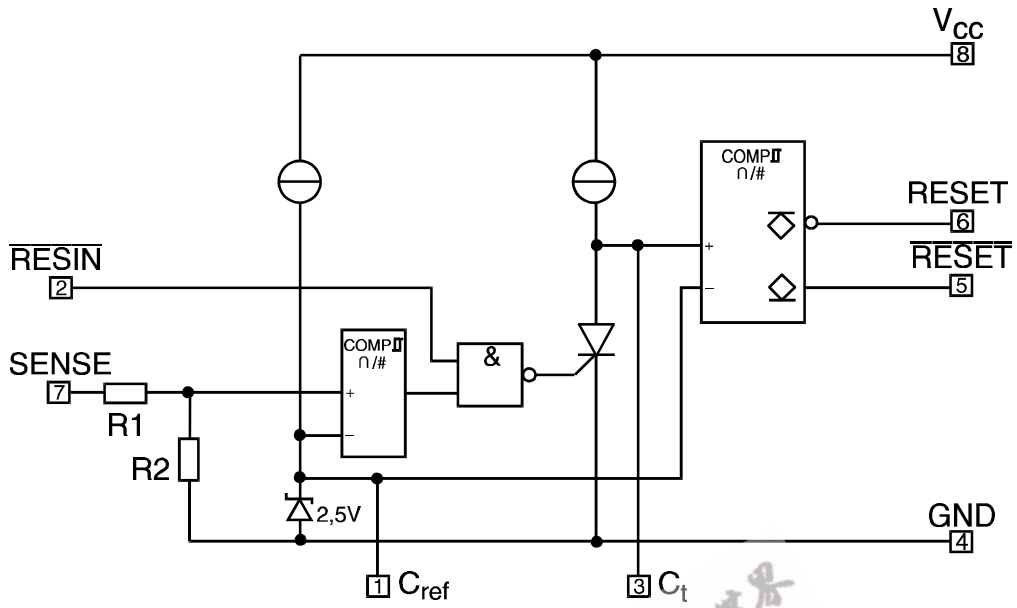 VCC
8
COMP
∩/#
RESET
6
RESIN
RESET
2
5
+
–
COMP
∩/#
&
SENSE
7
R1
+
–
R2
2,5V
GND
4
1 Cref
3 Ct